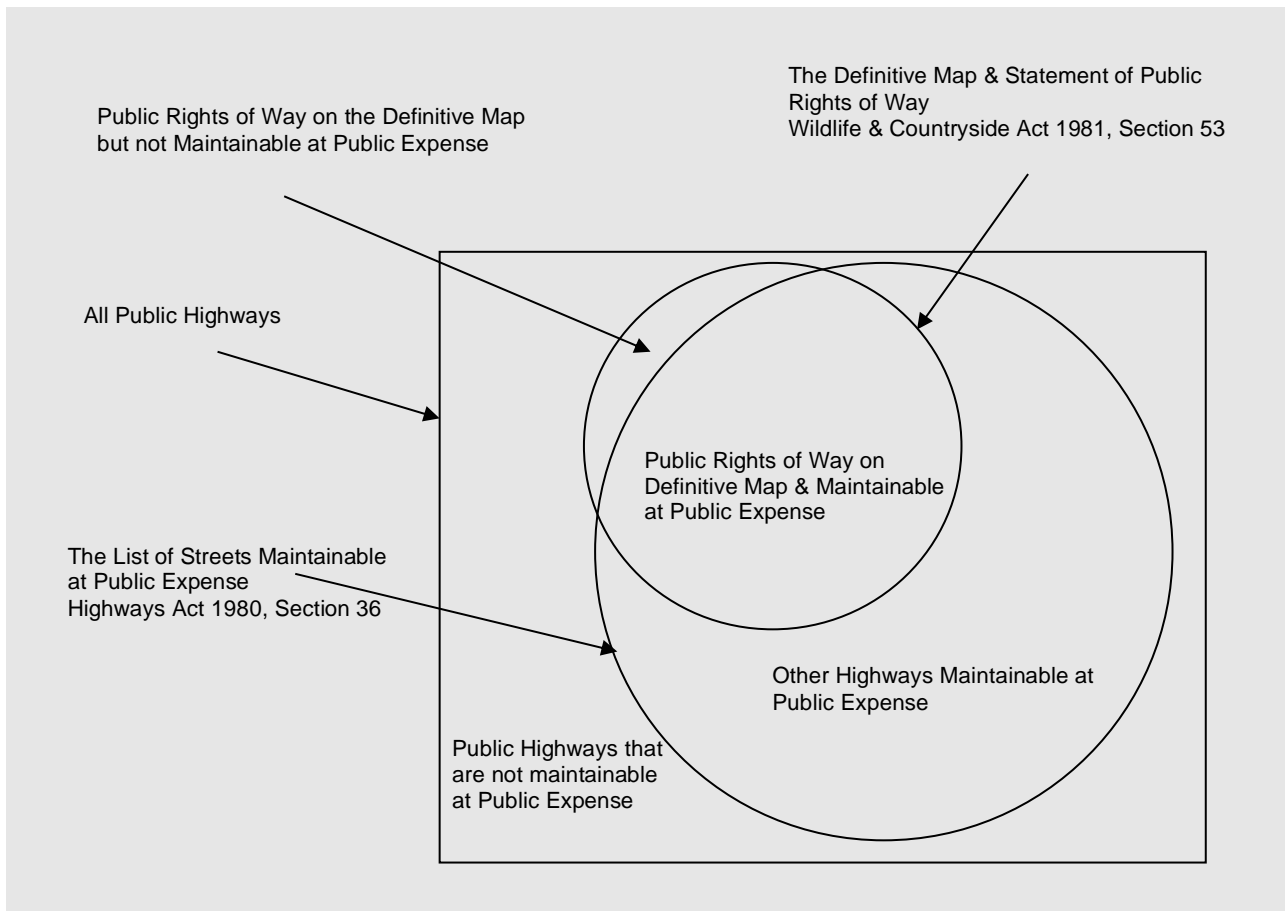 The Definitive Map & Statement of Public
Rights of Way
Wildlife & Countryside Act 1981, Section 53
Public Rights of Way on the Definitive Map
but not Maintainable at Public Expense
All Public Highways
Public Rights of Way on
Definitive Map & Maintainable
at Public Expense
The List of Streets Maintainable
at Public Expense
Highways Act 1980, Section 36
Other Highways Maintainable at
Public Expense
Public Highways that
are not maintainable
at Public Expense